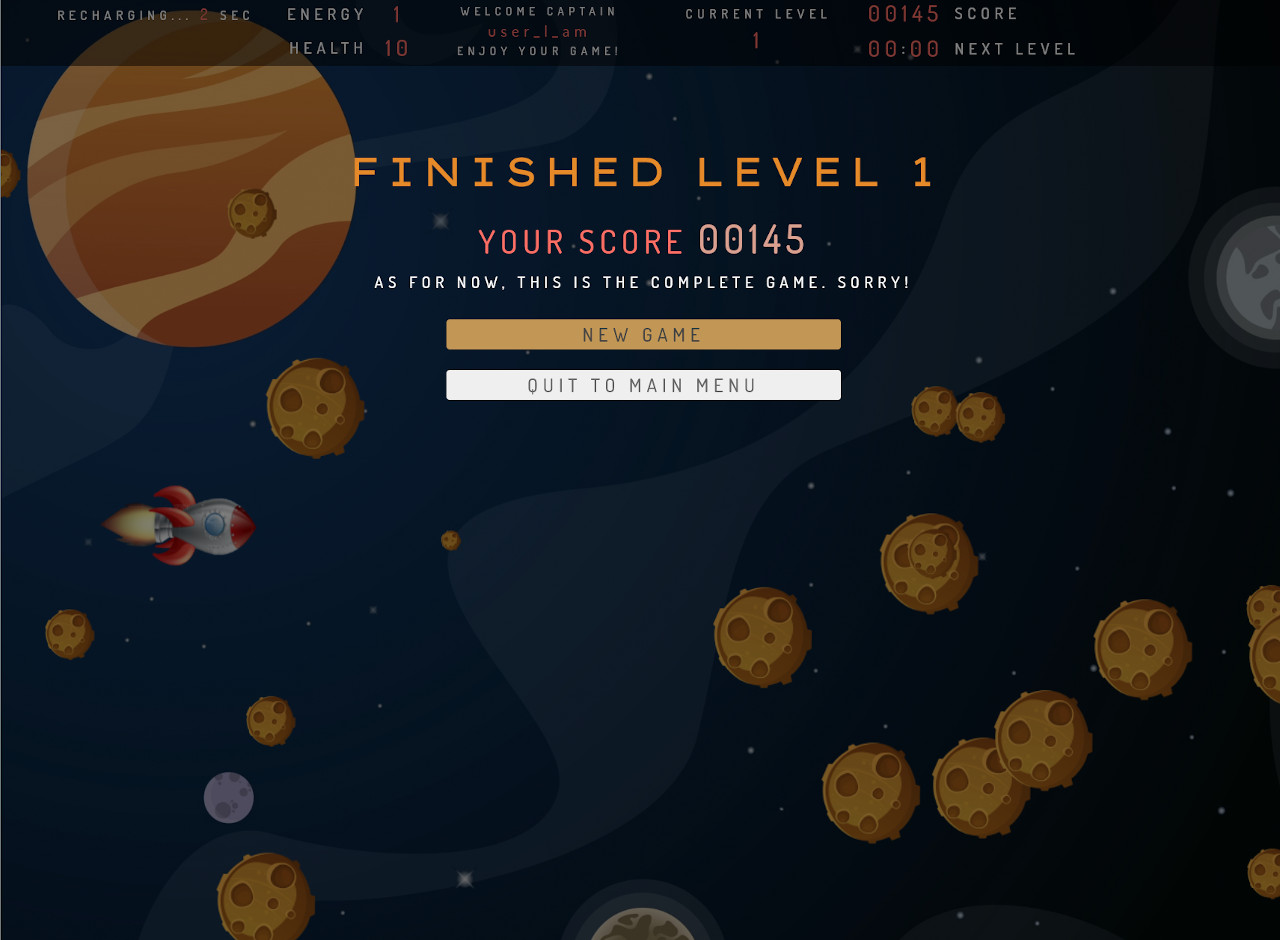 RECHARGING... 2 SEC
ENERGY 1
HEALTH 10
WELCOME CAPTAIN
user_I_am
ENJOY YOUR GAME!
CURRENT LEVEL
1
00145 SCORE
00:00 NEXT LEVEL
FINISHED LEVEL 1
YOUR SCORE 00145
AS FOR NOW, THIS IS THE COMPLETE GAME. SORRY!
NEW GAME
QUIT TO MAIN MENU